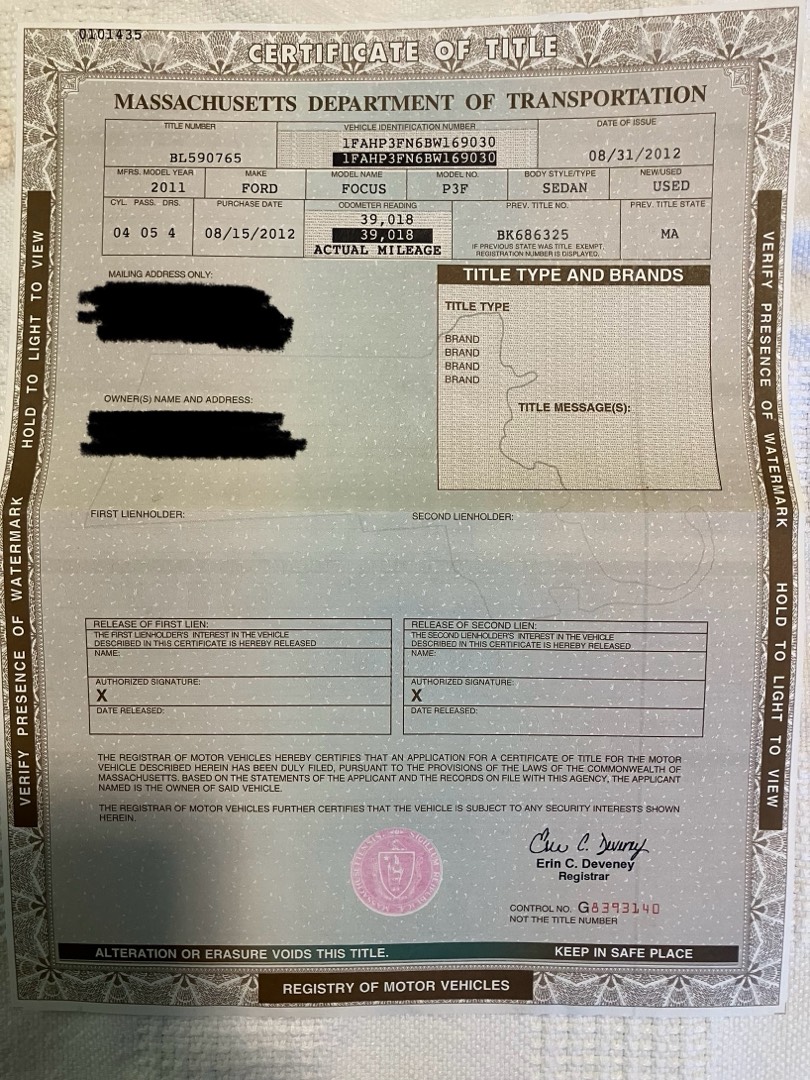 0101435
CERTIFICATE OF TITLE
MASSACHUSETTS DEPARTMENT OF TRANSPORTATION
TITLE NUMBER VEHICLE IDENTIFICATION NUMBER DATE OF ISSUE
1FAHP3FN6BW169030
BL590765 1FAHP3FN6BW169030 08/31/2012
MFRS. MODEL YEAR MAKE MODEL NAME MODEL NO. BODY STYLE/TYPE NEW/USED
2011 FORD FOCUS P3F SEDAN USED
CYL. PASS. DRS. PURCHASE DATE ODOMETER READING PREV. TITLE NO. PREV. TITLE STATE
39,018
04 05 4 08/15/2012 39,018 BK686325 MA
ACTUAL MILEAGE IF PREVIOUS STATE WAS TITLE EXEMPT, REGISTRATION NUMBER IS DISPLAYED.
MAILING ADDRESS ONLY: TITLE TYPE AND BRANDS
TITLE TYPE
BRAND
BRAND
BRAND
BRAND
OWNER(S) NAME AND ADDRESS: TITLE MESSAGE(S):
FIRST LIENHOLDER: SECOND LIENHOLDER:
RELEASE OF FIRST LIEN:
THE FIRST LIENHOLDER'S INTEREST IN THE VEHICLE
DESCRIBED IN THIS CERTIFICATE IS HEREBY RELEASED
NAME:
AUTHORIZED SIGNATURE:
X
DATE RELEASED:
RELEASE OF SECOND LIEN:
THE SECOND LIENHOLDER'S INTEREST IN THE VEHICLE
DESCRIBED IN THIS CERTIFICATE IS HEREBY RELEASED
NAME:
AUTHORIZED SIGNATURE:
X
DATE RELEASED:
THE REGISTRAR OF MOTOR VEHICLES HEREBY CERTIFIES THAT AN APPLICATION FOR A CERTIFICATE OF TITLE FOR THE MOTOR
VEHICLE DESCRIBED HEREIN HAS BEEN DULY FILED, PURSUANT TO THE PROVISIONS OF THE LAWS OF THE COMMONWEALTH OF
MASSACHUSETTS. BASED ON THE STATEMENTS OF THE APPLICANT AND THE RECORDS ON FILE WITH THIS AGENCY, THE APPLICANT
NAMED IS THE OWNER OF SAID VEHICLE.
THE REGISTRAR OF MOTOR VEHICLES FURTHER CERTIFIES THAT THE VEHICLE IS SUBJECT TO ANY SECURITY INTERESTS SHOWN
HEREIN.
Erin C. Deveney
Erin C. Deveney
Registrar
CONTROL NO. G8393140
NOT THE TITLE NUMBER
ALTERATION OR ERASURE VOIDS THIS TITLE. KEEP IN SAFE PLACE
REGISTRY OF MOTOR VEHICLES
VERIFY PRESENCE OF WATERMARK HOLD TO LIGHT TO VIEW
VERIFY PRESENCE OF WATERMARK HOLD TO LIGHT TO VIEW